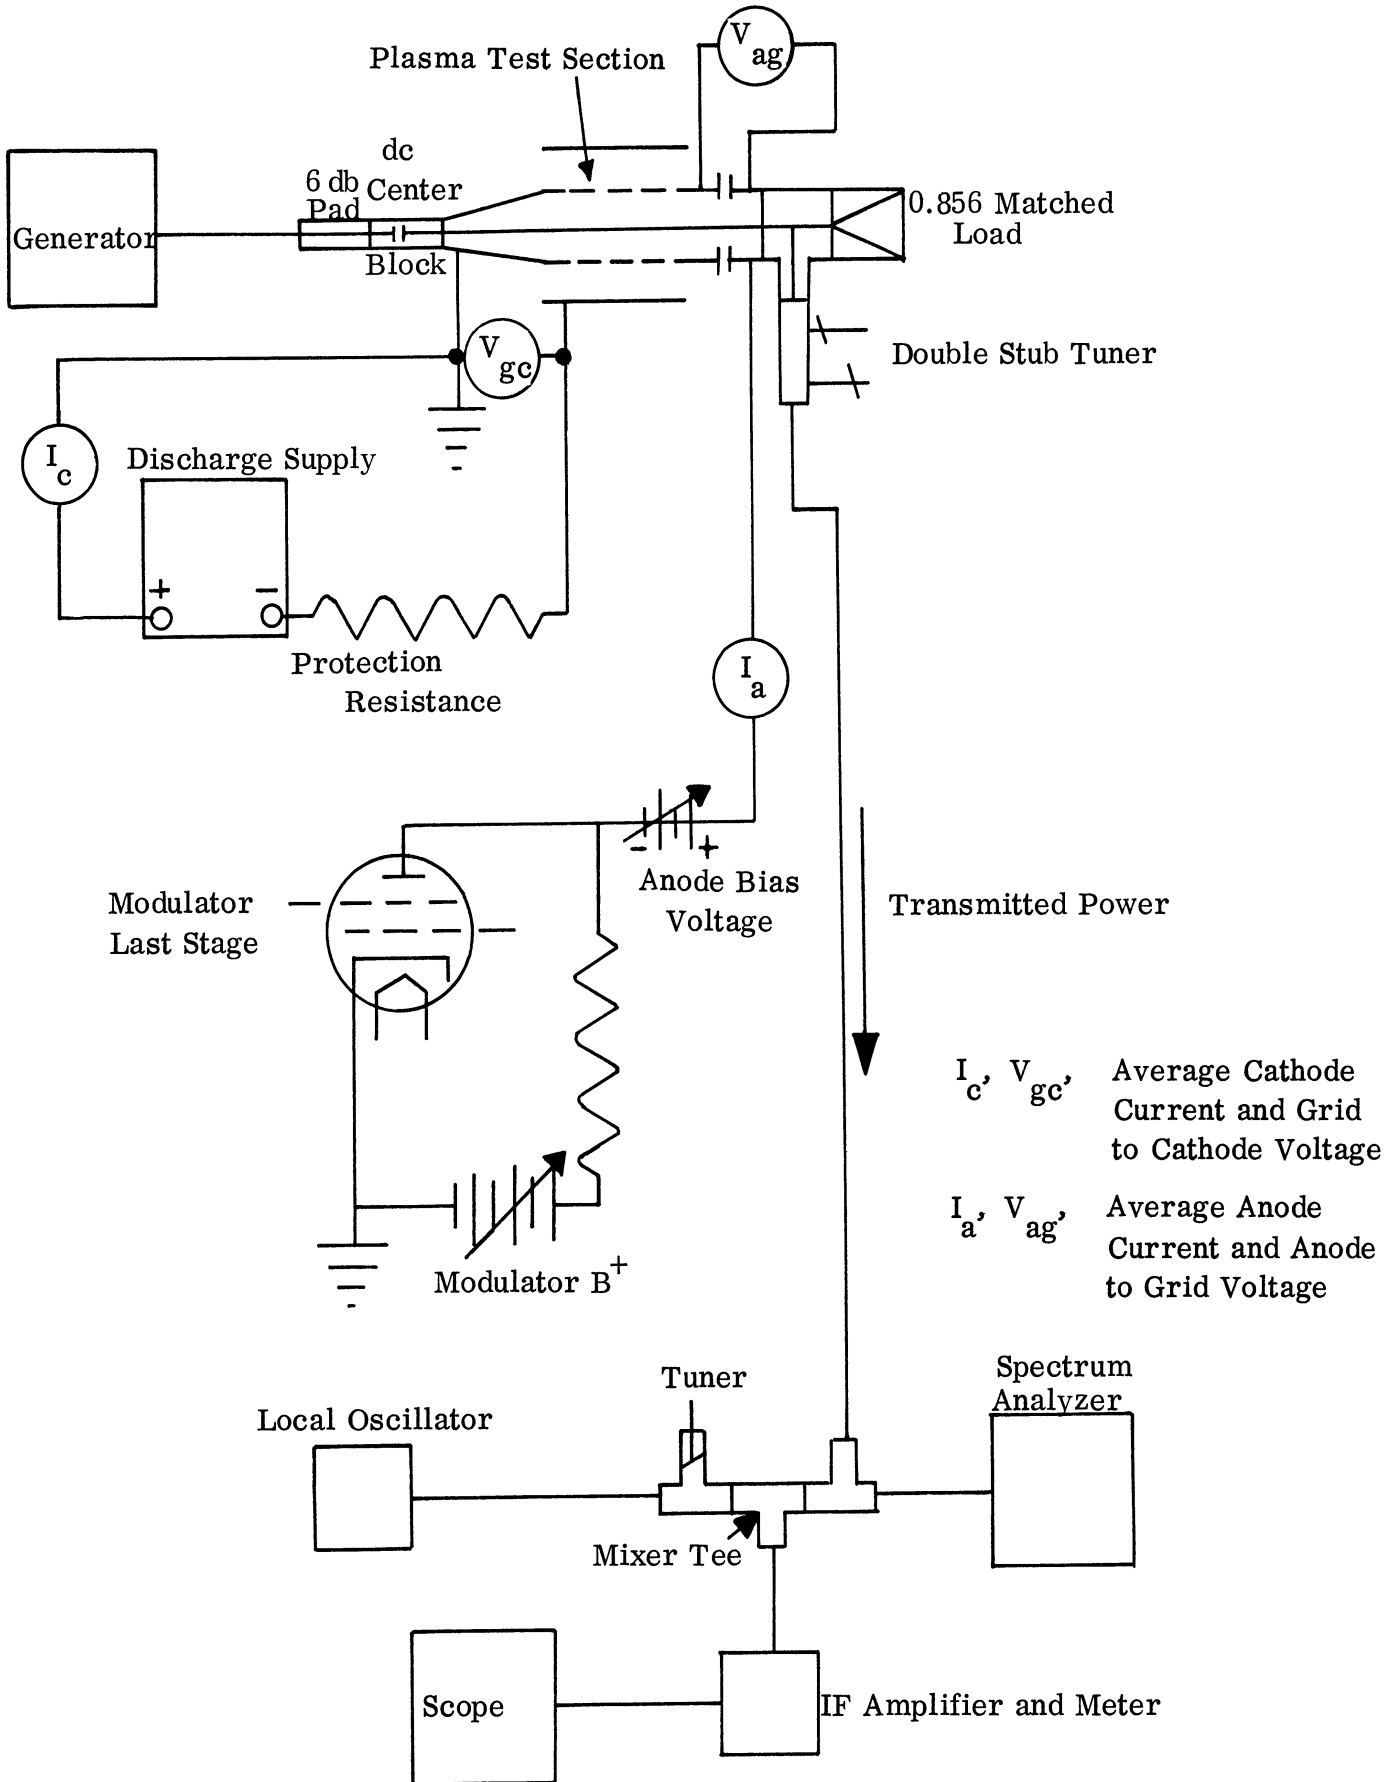 V
ag
Plasma Test Section
dc
6 db Center
Pad
Block
Generator
0.856 Matched
Load
V
gc
Double Stub Tuner
I
c
Discharge Supply
+ -
Protection
Resistance
I
a
- +
Anode Bias
Voltage
Modulator
Last Stage
Transmitted Power
I c, V gc, Average Cathode
Current and Grid
to Cathode Voltage
I a, V ag, Average Anode
Current and Anode
to Grid Voltage
Modulator B+
Tuner
Spectrum
Analyzer
Local Oscillator
Mixer Tee
Scope
IF Amplifier and Meter